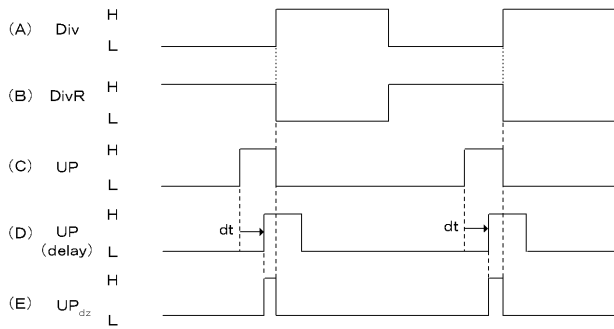 H
(A) Div
L
H
(B) DivR
L
H
(C) UP
L
H
(D) UP
(delay)
dt
dt
L
H
(E) UPdz
L